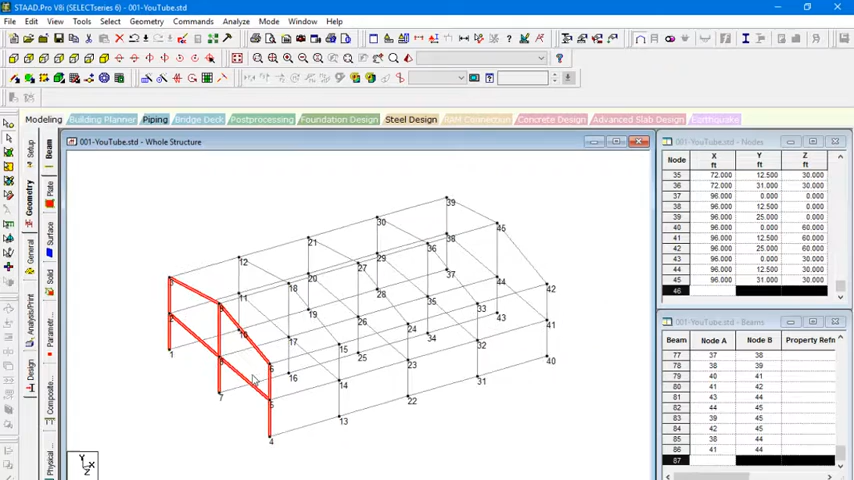 STAAD.Pro V8i (SELECTseries 6) - 001-YouTube.std
File Edit View Tools Select Geometry Commands Analyze Mode Window Help
Modeling Building Planner Piping Bridge Deck Postprocessing Foundation Design Steel Design RAM Connection Concrete Design Advanced Slab Design Earthquake
Setup Geometry General Analysis/Print Design
Beam Plate Surface Solid Parametri... Composite... Physical
001-YouTube.std - Whole Structure
39
30 46
21 36 38
12 29 37
3 27 44 42
20 28
18 35 33 43 41
11 19 26
2 10 17 24 34 32
1 15 25 23 40
8 6 16 14 31
7 5 22
13
4
Y
X
Z
001-YouTube.std - Nodes
Node X ft Y ft Z ft
35 72.000 12.500 30.000
36 72.000 31.000 30.000
37 96.000 0.000 0.000
38 96.000 12.500 0.000
39 96.000 25.000 0.000
40 96.000 0.000 60.000
41 96.000 12.500 60.000
42 96.000 25.000 60.000
43 96.000 0.000 30.000
44 96.000 12.500 30.000
45 96.000 31.000 30.000
46
001-YouTube.std - Beams
Beam Node A Node B Property Refn
77 37 38
78 38 39
79 40 41
80 41 42
81 43 44
82 44 45
83 39 45
84 42 45
85 38 44
86 41 44
87